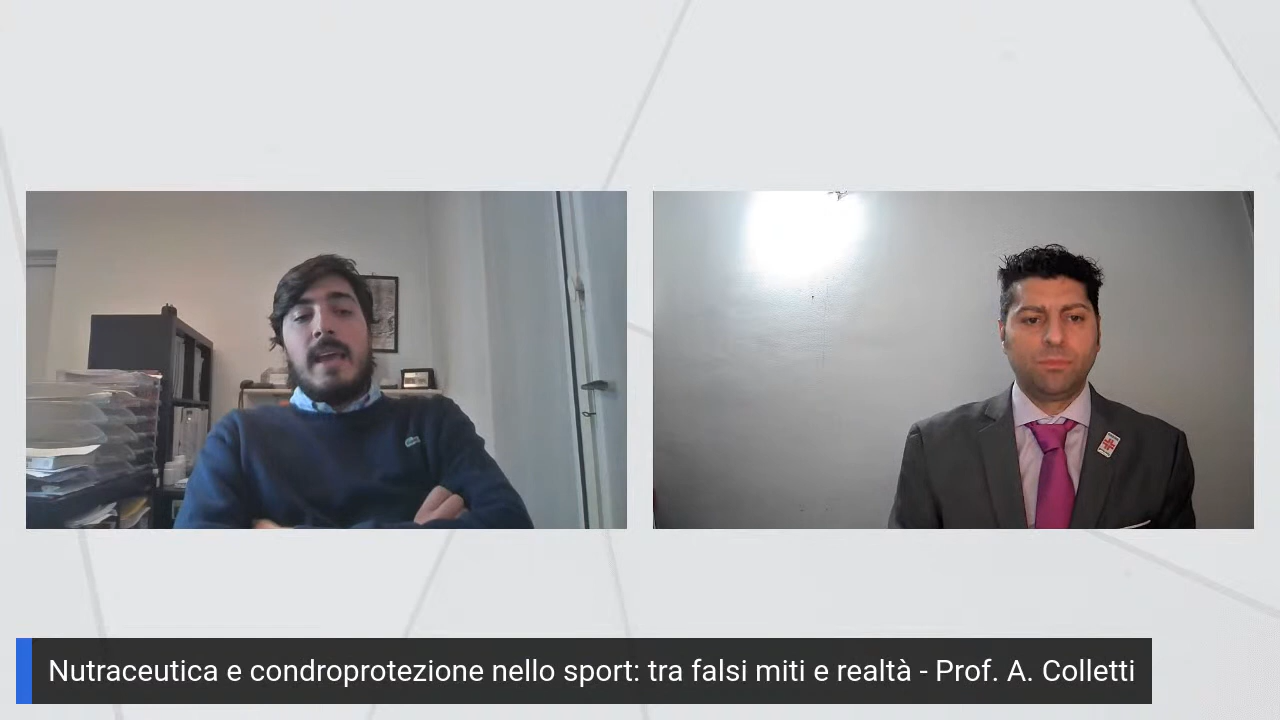 Nutraceutica e condroprotezione nello sport: tra falsi miti e realtà - Prof. A. Colletti